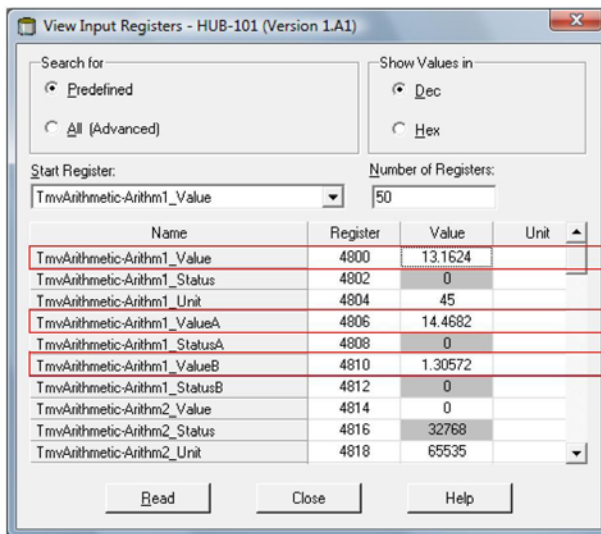 View Input Registers - HUB-101 (Version 1.A1)
Search for
Predefined
All (Advanced)
Show Values in
Dec
Hex
Start Register:
Number of Registers:
TmvArithmetic-Arithm1_Value
50
Name Register Value Unit
TmvArithmetic-Arithm1_Value 4800 13.1624
TmvArithmetic-Arithm1_Status 4802 0
TmvArithmetic-Arithm1_Unit 4804 45
TmvArithmetic-Arithm1_ValueA 4806 14.4682
TmvArithmetic-Arithm1_StatusA 4808 0
TmvArithmetic-Arithm1_ValueB 4810 1.30572
TmvArithmetic-Arithm1_StatusB 4812 0
TmvArithmetic-Arithm2_Value 4814 0
TmvArithmetic-Arithm2_Status 4816 32768
TmvArithmetic-Arithm2_Unit 4818 65535
Read Close Help